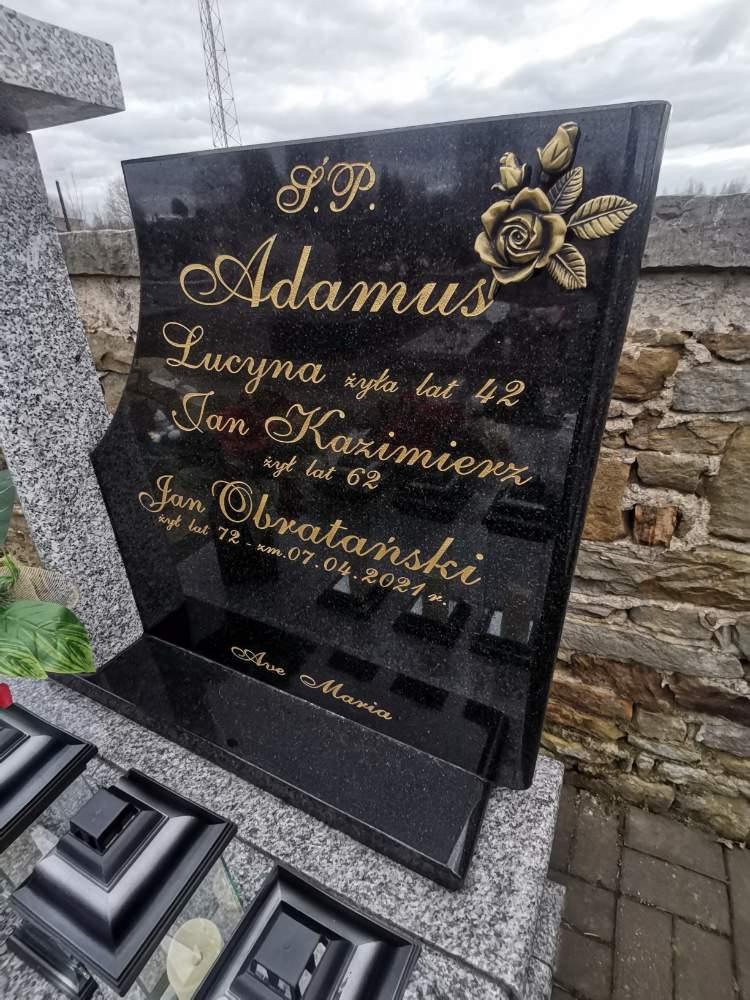 Ś.P.
Adamus
Lucyna żyła lat 42
Jan Kazimierz
żył lat 62
Jan Obratański
żył lat 72 - zm. 07.04.2021 r.
Ave Maria